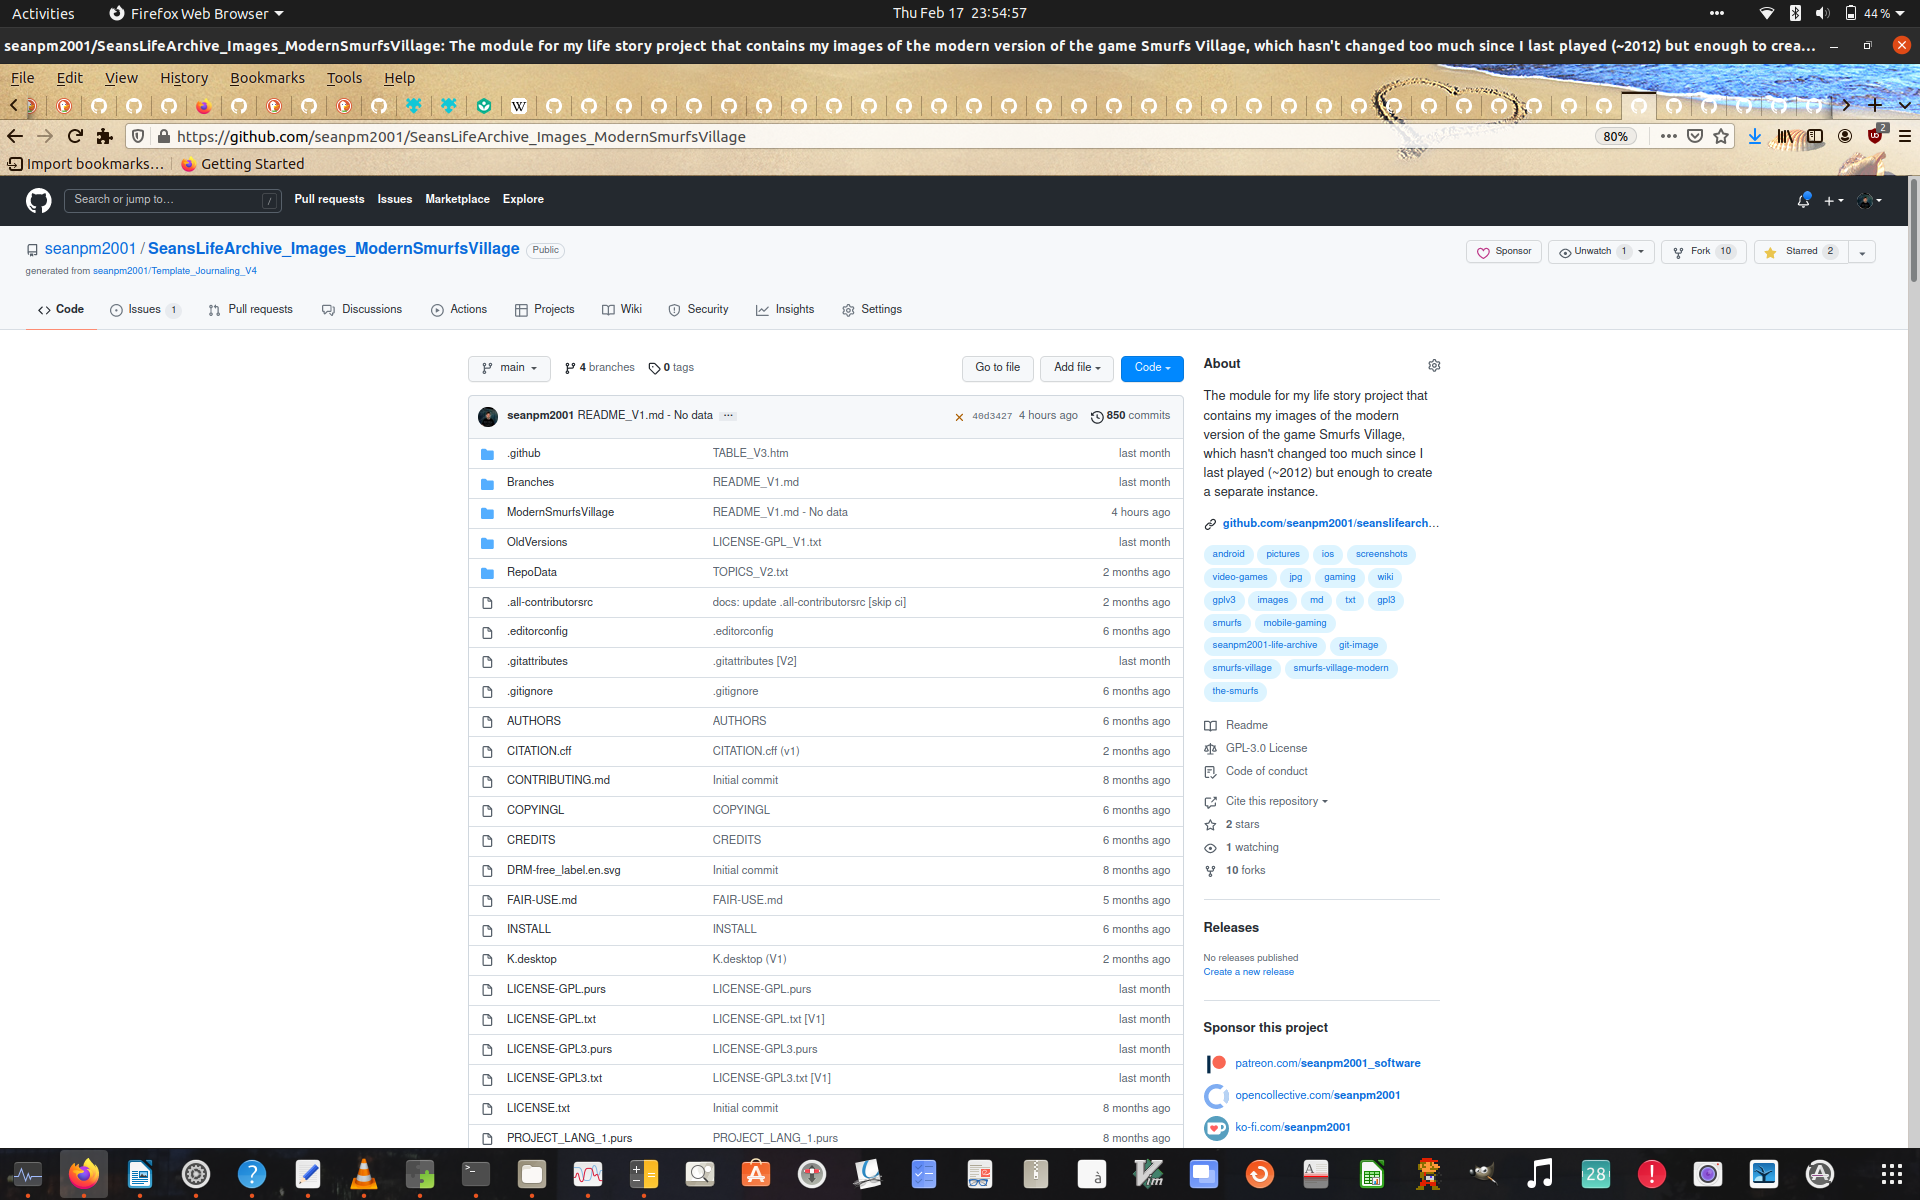 Activities
Firefox Web Browser
Thu Feb 17 23:54:57
44 %
seanpm2001/SeansLifeArchive_Images_ModernSmurfsVillage: The module for my life story project that contains my images of the modern version of the game Smurfs Village, which hasn't changed too much since I last played (~2012) but enough to crea...
File Edit View History Bookmarks Tools Help
https://github.com/seanpm2001/SeansLifeArchive_Images_ModernSmurfsVillage
80%
2
Import bookmarks...
Getting Started
Search or jump to...
/
Pull requests Issues Marketplace Explore
seanpm2001 / SeansLifeArchive_Images_ModernSmurfsVillage Public
generated from seanpm2001/Template_Journaling_V4
Sponsor
Unwatch 1
Fork 10
Starred 2
Code
Issues 1
Pull requests
Discussions
Actions
Projects
Wiki
Security
Insights
Settings
main
4 branches
0 tags
Go to file
Add file
Code
seanpm2001 README_V1.md - No data ...
40d3427 4 hours ago
850 commits
.github TABLE_V3.htm last month
Branches README_V1.md last month
ModernSmurfsVillage README_V1.md - No data 4 hours ago
OldVersions LICENSE-GPL_V1.txt last month
RepoData TOPICS_V2.txt 2 months ago
.all-contributorsrc docs: update .all-contributorsrc [skip ci] 2 months ago
.editorconfig .editorconfig 6 months ago
.gitattributes .gitattributes [V2] last month
.gitignore .gitignore 6 months ago
AUTHORS AUTHORS 6 months ago
CITATION.cff CITATION.cff (v1) 2 months ago
CONTRIBUTING.md Initial commit 8 months ago
COPYINGL COPYINGL 6 months ago
CREDITS CREDITS 6 months ago
DRM-free_label.en.svg Initial commit 8 months ago
FAIR-USE.md FAIR-USE.md 5 months ago
INSTALL INSTALL 6 months ago
K.desktop K.desktop (V1) 2 months ago
LICENSE-GPL.purs LICENSE-GPL.purs last month
LICENSE-GPL.txt LICENSE-GPL.txt [V1] last month
LICENSE-GPL3.purs LICENSE-GPL3.purs last month
LICENSE-GPL3.txt LICENSE-GPL3.txt [V1] last month
LICENSE.txt Initial commit 8 months ago
PROJECT_LANG_1.purs PROJECT_LANG_1.purs 8 months ago
About
The module for my life story project that
contains my images of the modern
version of the game Smurfs Village,
which hasn't changed too much since I
last played (~2012) but enough to create
a separate instance.
github.com/seanpm2001/seanslifearch...
android pictures ios screenshots
video-games jpg gaming wiki
gplv3 images md txt gpl3
smurfs mobile-gaming
seanpm2001-life-archive git-image
smurfs-village smurfs-village-modern
the-smurfs
Readme
GPL-3.0 License
Code of conduct
Cite this repository
2 stars
1 watching
10 forks
Releases
No releases published
Create a new release
Sponsor this project
patreon.com/seanpm2001_software
opencollective.com/seanpm2001
ko-fi.com/seanpm2001
28